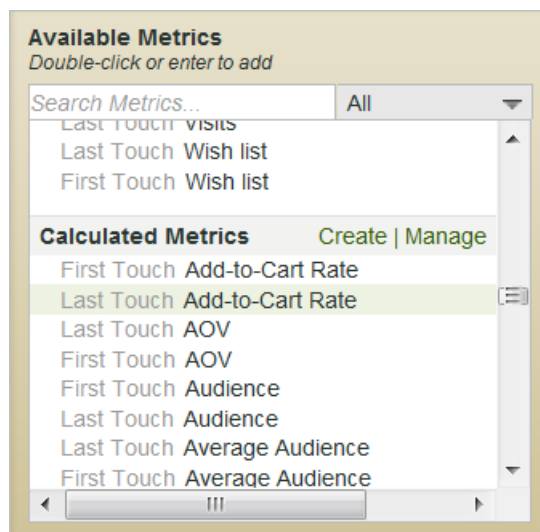 Available Metrics
Double-click or enter to add
Search Metrics... All
Last Touch Visits
Last Touch Wish list
First Touch Wish list
Calculated Metrics Create | Manage
First Touch Add-to-Cart Rate
Last Touch Add-to-Cart Rate
Last Touch AOV
First Touch AOV
First Touch Audience
Last Touch Audience
Last Touch Average Audience
First Touch Average Audience